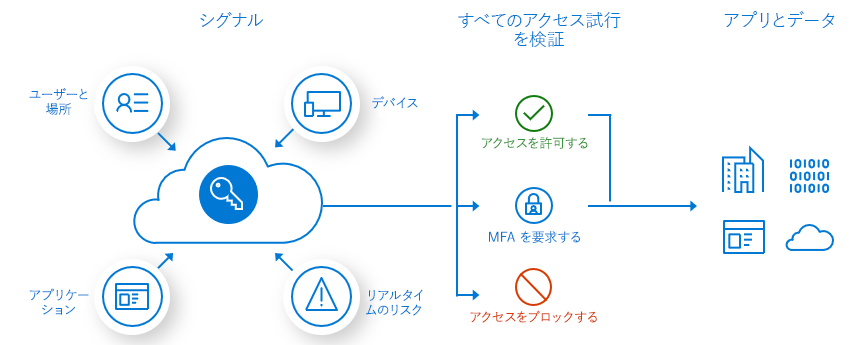 シグナル
すべてのアクセス試行
を検証
アプリとデータ
ユーザーと
場所
デバイス
アクセスを許可する
MFA を要求する
アプリケー
ション
リアルタイ
ムのリスク
アクセスをブロックする
010101
010101
101010